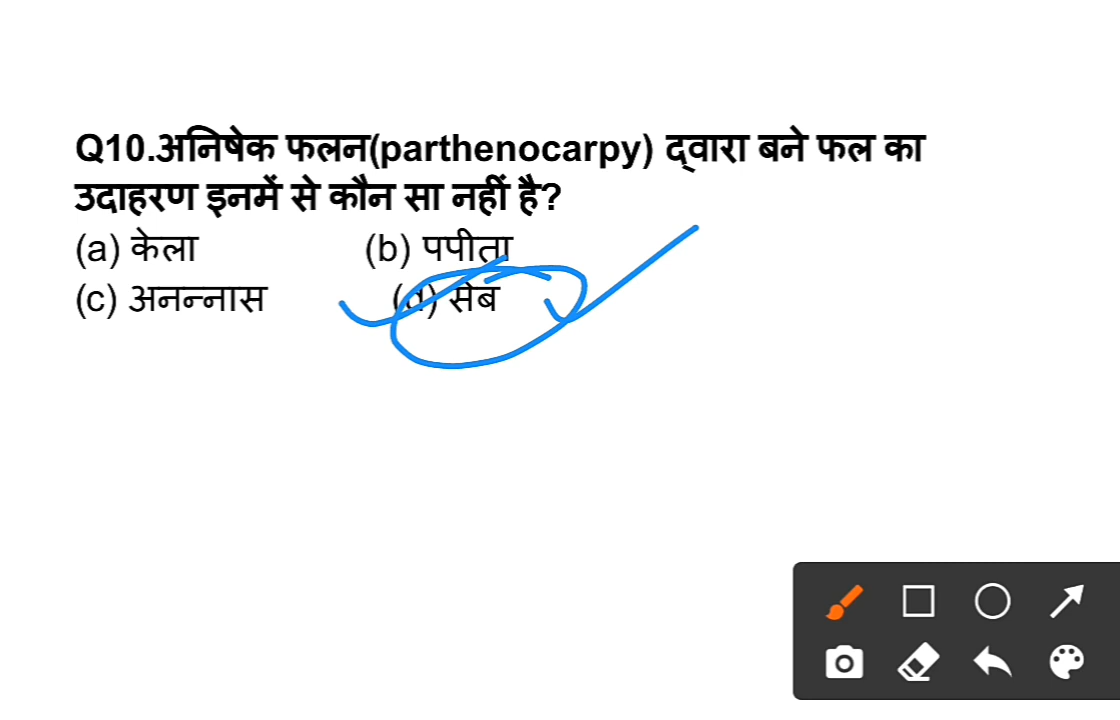 Q10.अनिषेक फलन(parthenocarpy) द्वारा बने फल का
उदाहरण इनमें से कौन सा नहीं है?
(a) केला (b) पपीता
(c) अनन्नास (d) सेब